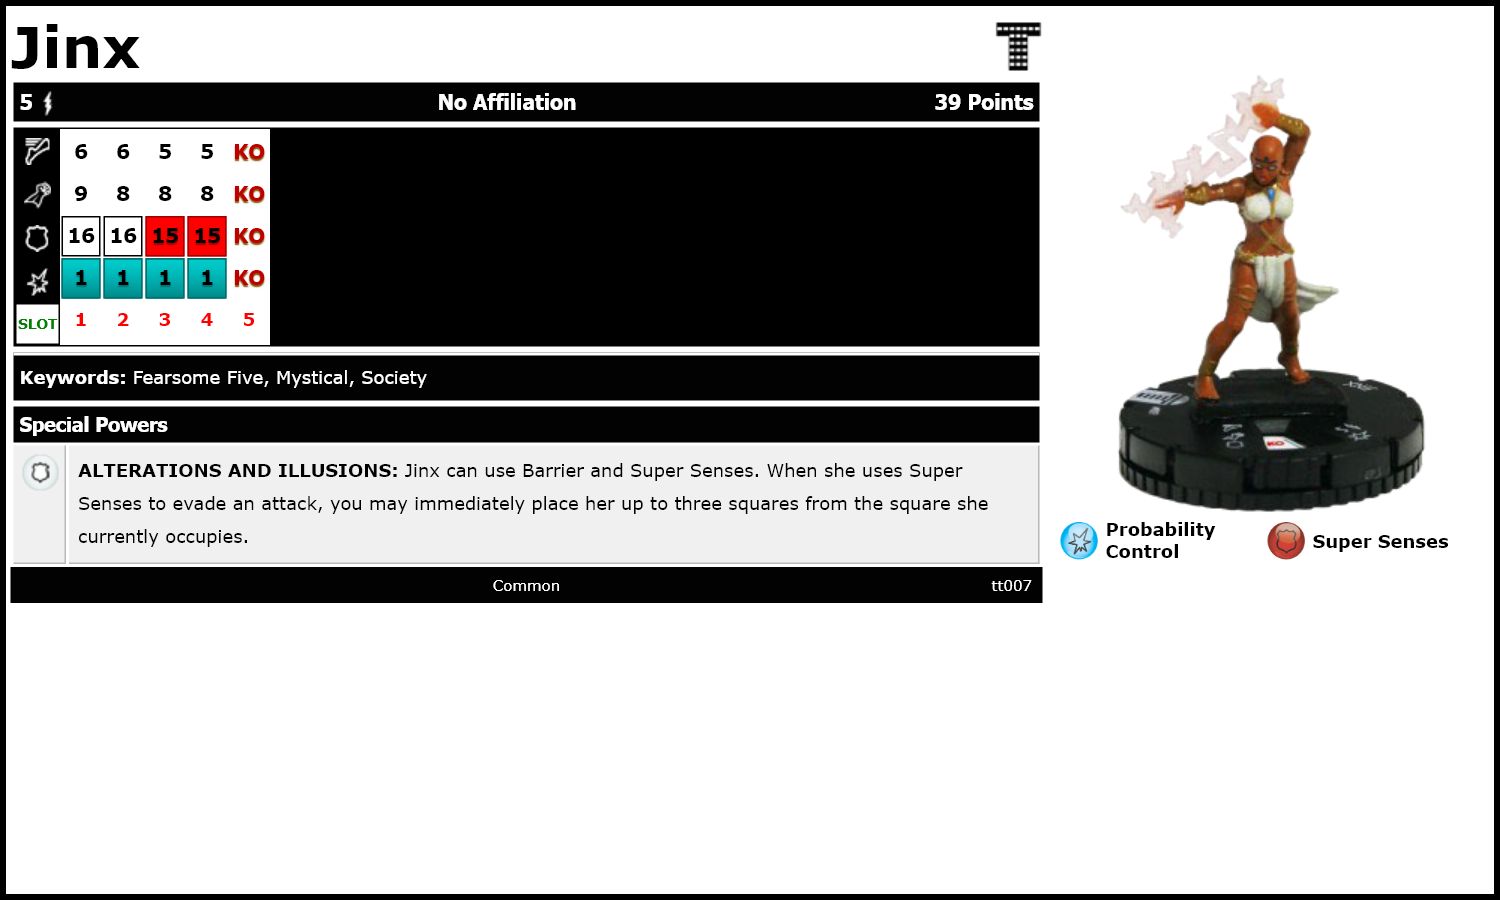 Jinx
T
5 No Affiliation 39 Points
6 6 5 5 KO
9 8 8 8 KO
16 16 15 15 KO
1 1 1 1 KO
SLOT 1 2 3 4 5
Keywords: Fearsome Five, Mystical, Society
Special Powers
ALTERATIONS AND ILLUSIONS: Jinx can use Barrier and Super Senses. When she uses Super
Senses to evade an attack, you may immediately place her up to three squares from the square she
currently occupies.
Common tt007
JINX
KO
Probability
Control
Super Senses